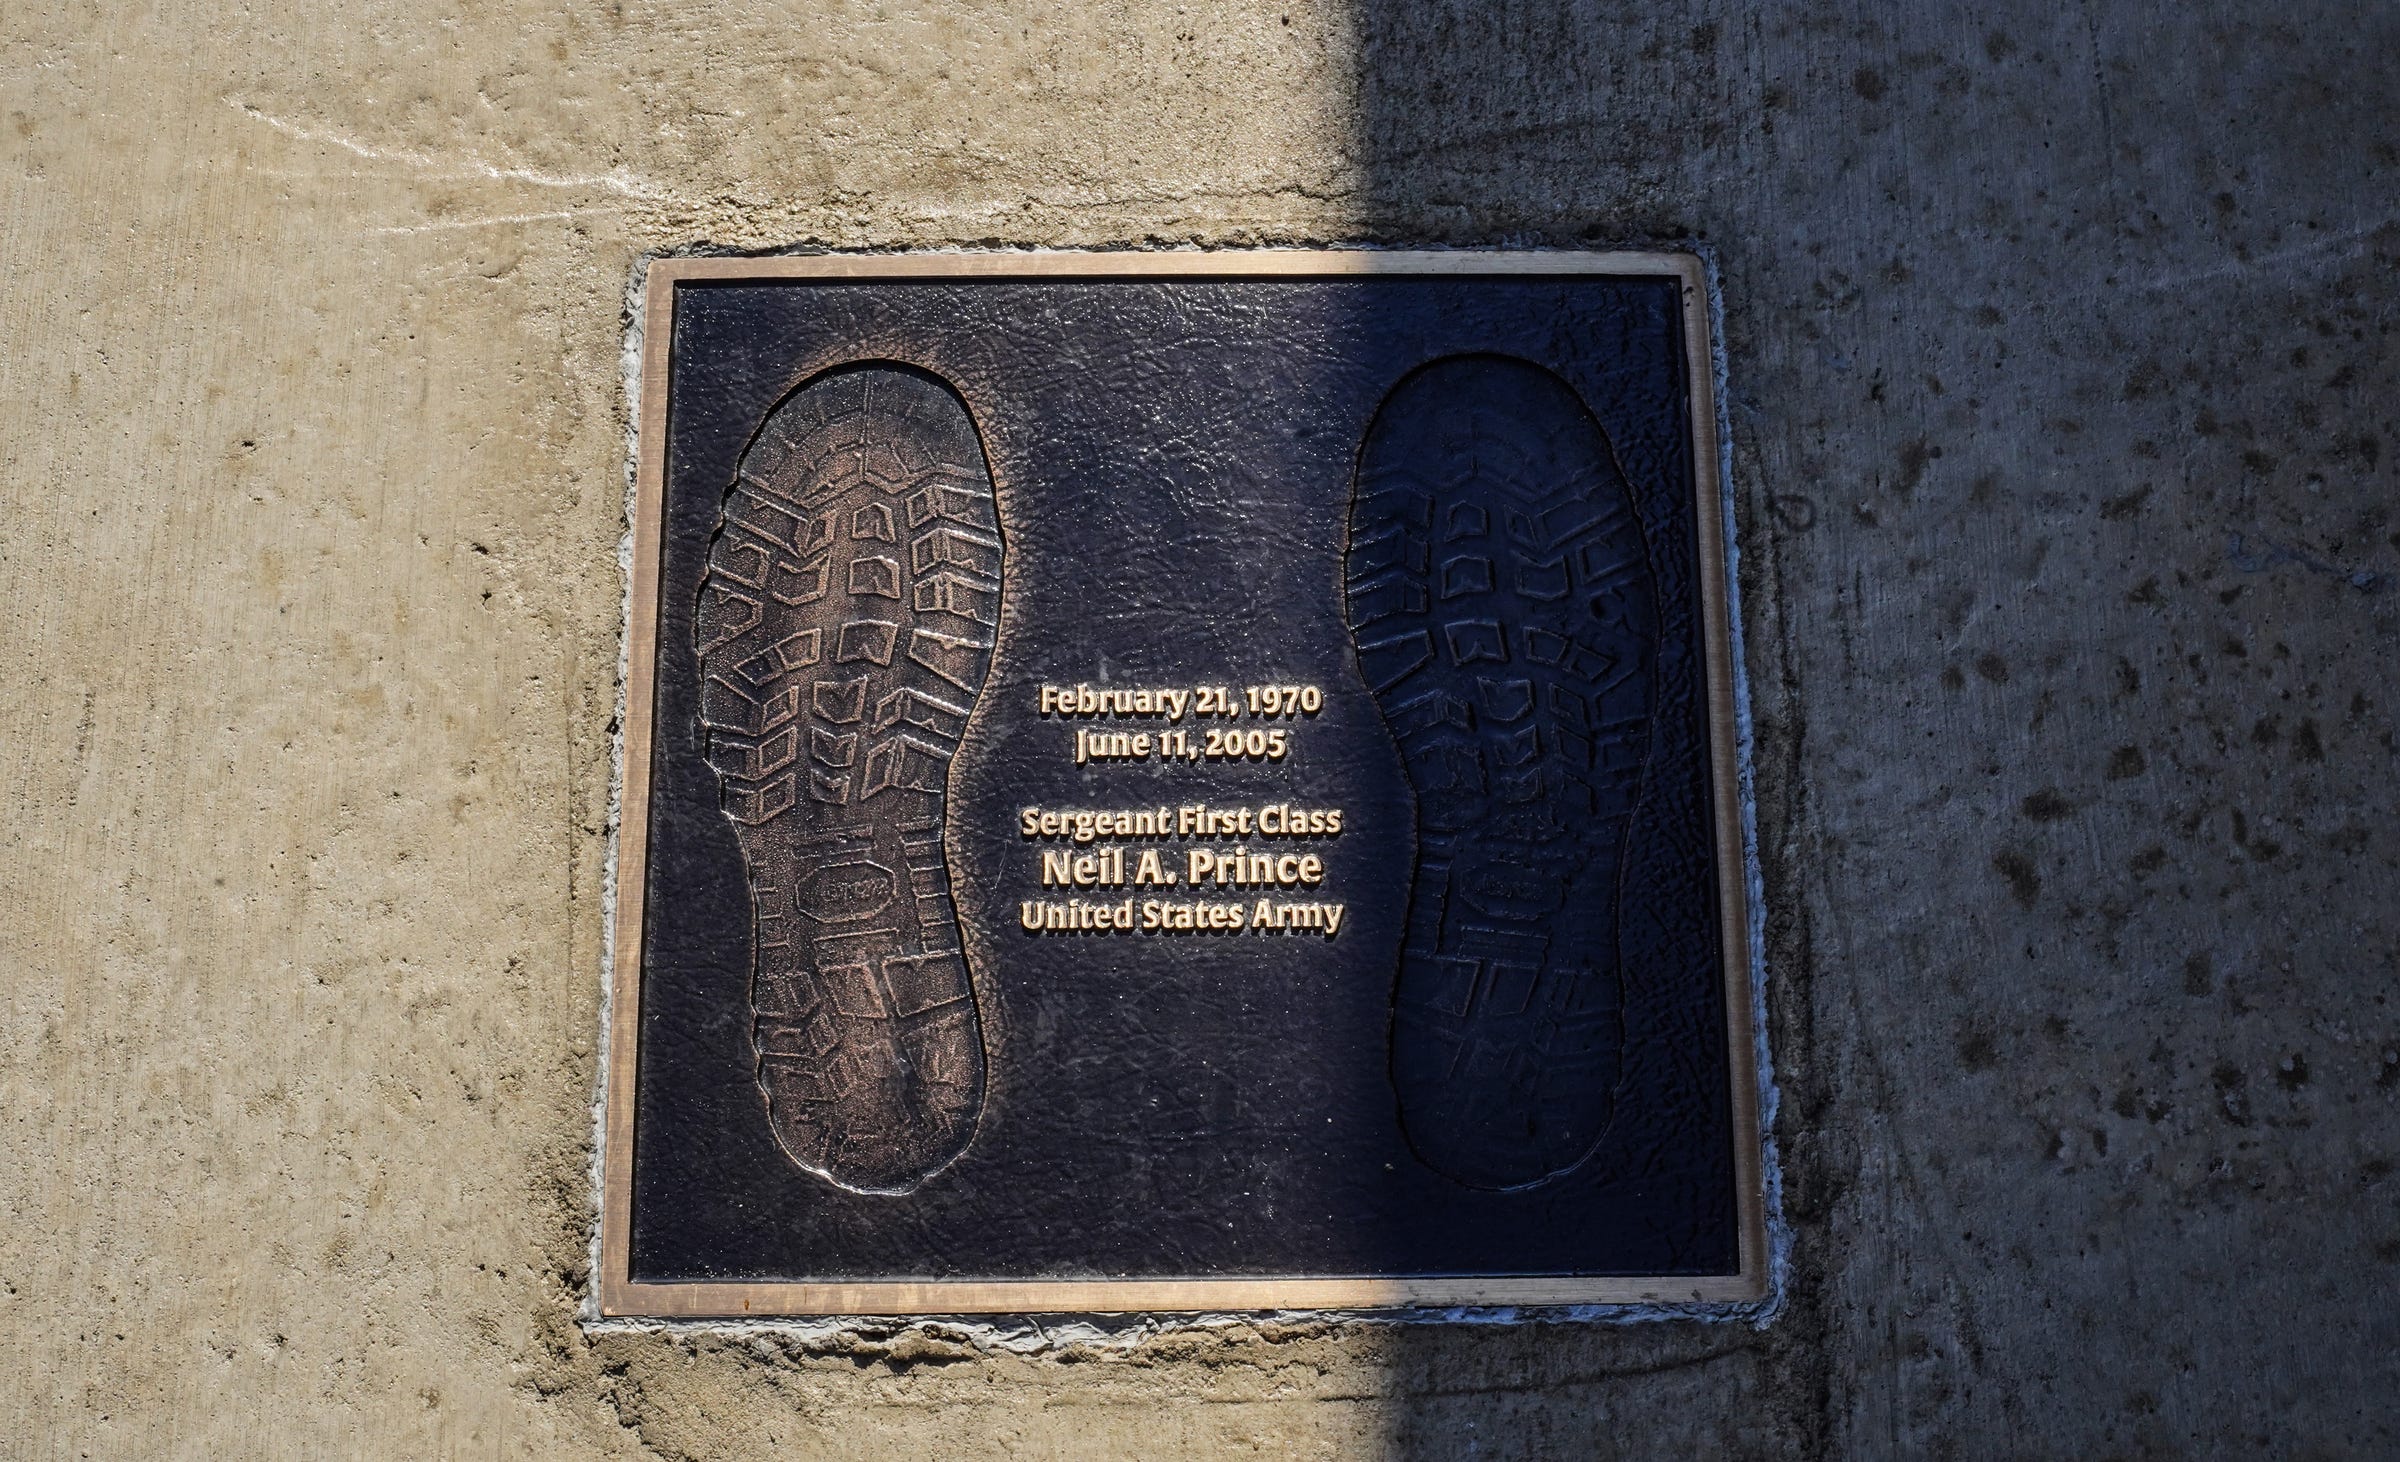 February 21, 1970
June 11, 2005
Sergeant First Class
Neil A. Prince
United States Army